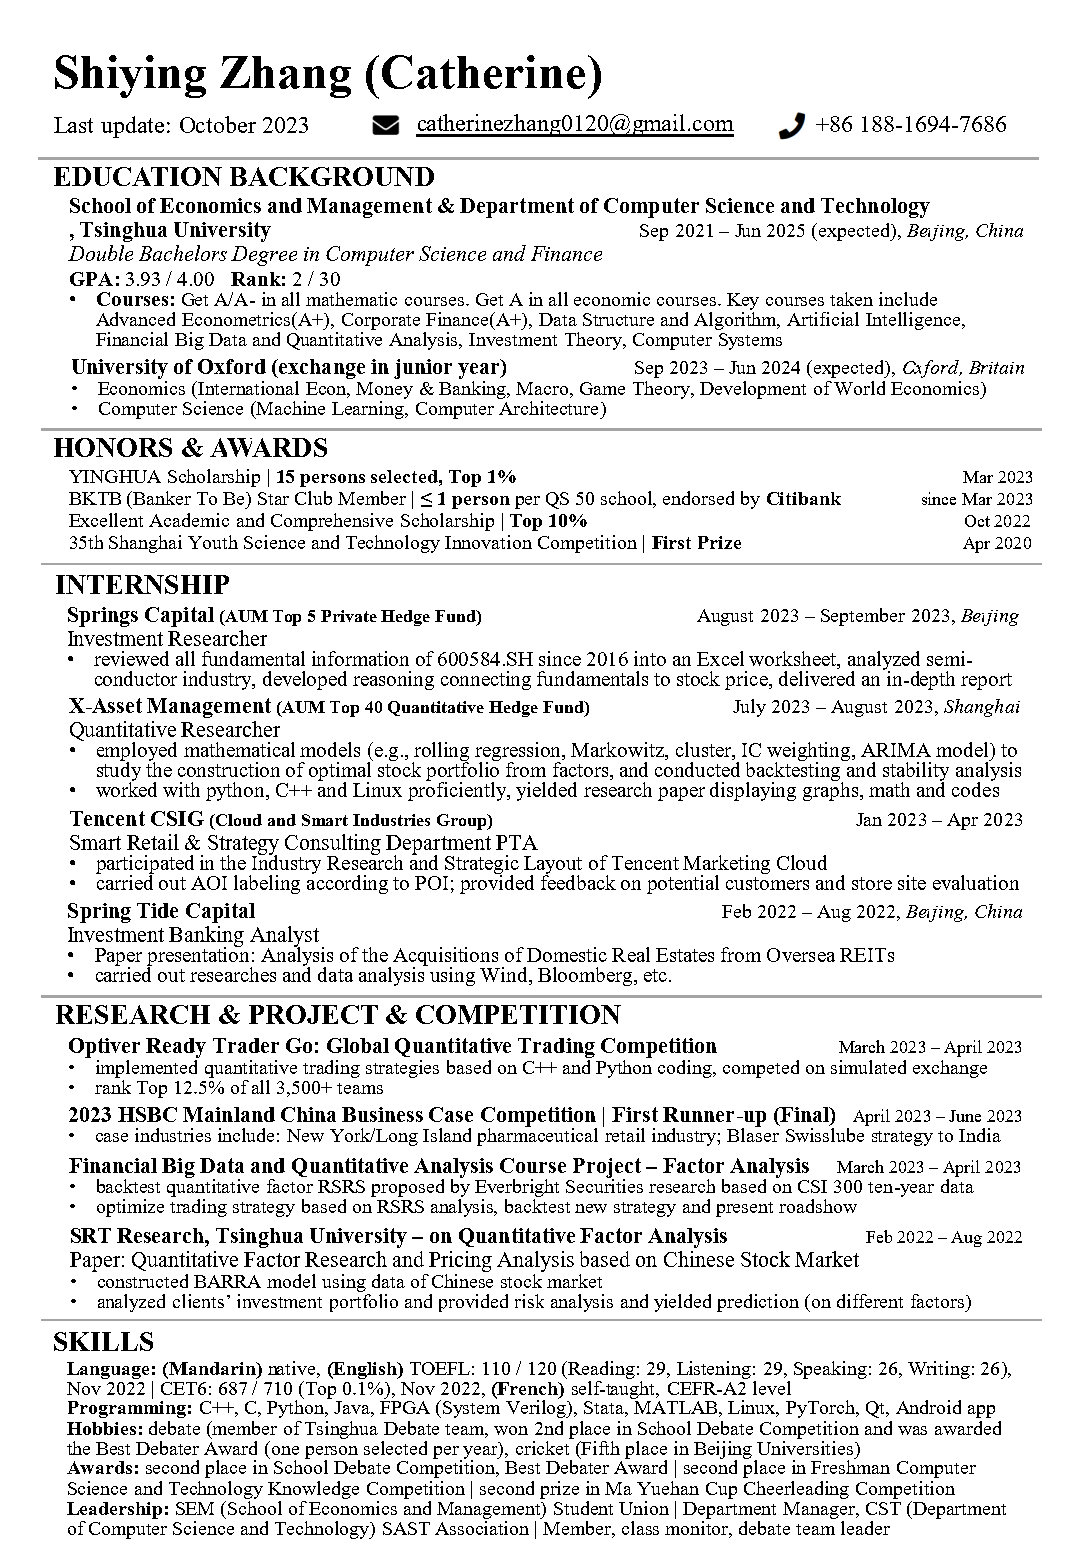 Shiying Zhang (Catherine)
Last update: October 2023 catherinezhang0120@gmail.com +86 188-1694-7686
EDUCATION BACKGROUND
School of Economics and Management & Department of Computer Science and Technology
, Tsinghua University Sep 2021 – Jun 2025 (expected), Beijing, China
Double Bachelors Degree in Computer Science and Finance
GPA: 3.93 / 4.00 Rank: 2 / 30
• Courses: Get A/A- in all mathematic courses. Get A in all economic courses. Key courses taken include
Advanced Econometrics(A+), Corporate Finance(A+), Data Structure and Algorithm, Artificial Intelligence,
Financial Big Data and Quantitative Analysis, Investment Theory, Computer Systems
University of Oxford (exchange in junior year) Sep 2023 – Jun 2024 (expected), Oxford, Britain
• Economics (International Econ, Money & Banking, Macro, Game Theory, Development of World Economics)
• Computer Science (Machine Learning, Computer Architecture)
HONORS & AWARDS
YINGHUA Scholarship | 15 persons selected, Top 1% Mar 2023
BKTB (Banker To Be) Star Club Member | ≤ 1 person per QS 50 school, endorsed by Citibank since Mar 2023
Excellent Academic and Comprehensive Scholarship | Top 10% Oct 2022
35th Shanghai Youth Science and Technology Innovation Competition | First Prize Apr 2020
INTERNSHIP
Springs Capital (AUM Top 5 Private Hedge Fund) August 2023 – September 2023, Beijing
Investment Researcher
• reviewed all fundamental information of 600584.SH since 2016 into an Excel worksheet, analyzed semi-
conductor industry, developed reasoning connecting fundamentals to stock price, delivered an in-depth report
X-Asset Management (AUM Top 40 Quantitative Hedge Fund) July 2023 – August 2023, Shanghai
Quantitative Researcher
• employed mathematical models (e.g., rolling regression, Markowitz, cluster, IC weighting, ARIMA model) to
study the construction of optimal stock portfolio from factors, and conducted backtesting and stability analysis
• worked with python, C++ and Linux proficiently, yielded research paper displaying graphs, math and codes
Tencent CSIG (Cloud and Smart Industries Group) Jan 2023 – Apr 2023
Smart Retail & Strategy Consulting Department PTA
• participated in the Industry Research and Strategic Layout of Tencent Marketing Cloud
• carried out AOI labeling according to POI; provided feedback on potential customers and store site evaluation
Spring Tide Capital Feb 2022 – Aug 2022, Beijing, China
Investment Banking Analyst
• Paper presentation: Analysis of the Acquisitions of Domestic Real Estates from Oversea REITs
• carried out researches and data analysis using Wind, Bloomberg, etc.
RESEARCH & PROJECT & COMPETITION
Optiver Ready Trader Go: Global Quantitative Trading Competition March 2023 – April 2023
• implemented quantitative trading strategies based on C++ and Python coding, competed on simulated exchange
• rank Top 12.5% of all 3,500+ teams
2023 HSBC Mainland China Business Case Competition | First Runner-up (Final) April 2023 – June 2023
• case industries include: New York/Long Island pharmaceutical retail industry; Blaser Swisslube strategy to India
Financial Big Data and Quantitative Analysis Course Project – Factor Analysis March 2023 – April 2023
• backtest quantitative factor RSRS proposed by Everbright Securities research based on CSI 300 ten-year data
• optimize trading strategy based on RSRS analysis, backtest new strategy and present roadshow
SRT Research, Tsinghua University – on Quantitative Factor Analysis Feb 2022 – Aug 2022
Paper: Quantitative Factor Research and Pricing Analysis based on Chinese Stock Market
• constructed BARRA model using data of Chinese stock market
• analyzed clients’ investment portfolio and provided risk analysis and yielded prediction (on different factors)
SKILLS
Language: (Mandarin) native, (English) TOEFL: 110 / 120 (Reading: 29, Listening: 29, Speaking: 26, Writing: 26),
Nov 2022 | CET6: 687 / 710 (Top 0.1%), Nov 2022, (French) self-taught, CEFR-A2 level
Programming: C++, C, Python, Java, FPGA (System Verilog), Stata, MATLAB, Linux, PyTorch, Qt, Android app
Hobbies: debate (member of Tsinghua Debate team, won 2nd place in School Debate Competition and was awarded
the Best Debater Award (one person selected per year), cricket (Fifth place in Beijing Universities)
Awards: second place in School Debate Competition, Best Debater Award | second place in Freshman Computer
Science and Technology Knowledge Competition | second prize in Ma Yuehan Cup Cheerleading Competition
Leadership: SEM (School of Economics and Management) Student Union | Department Manager, CST (Department
of Computer Science and Technology) SAST Association | Member, class monitor, debate team leader